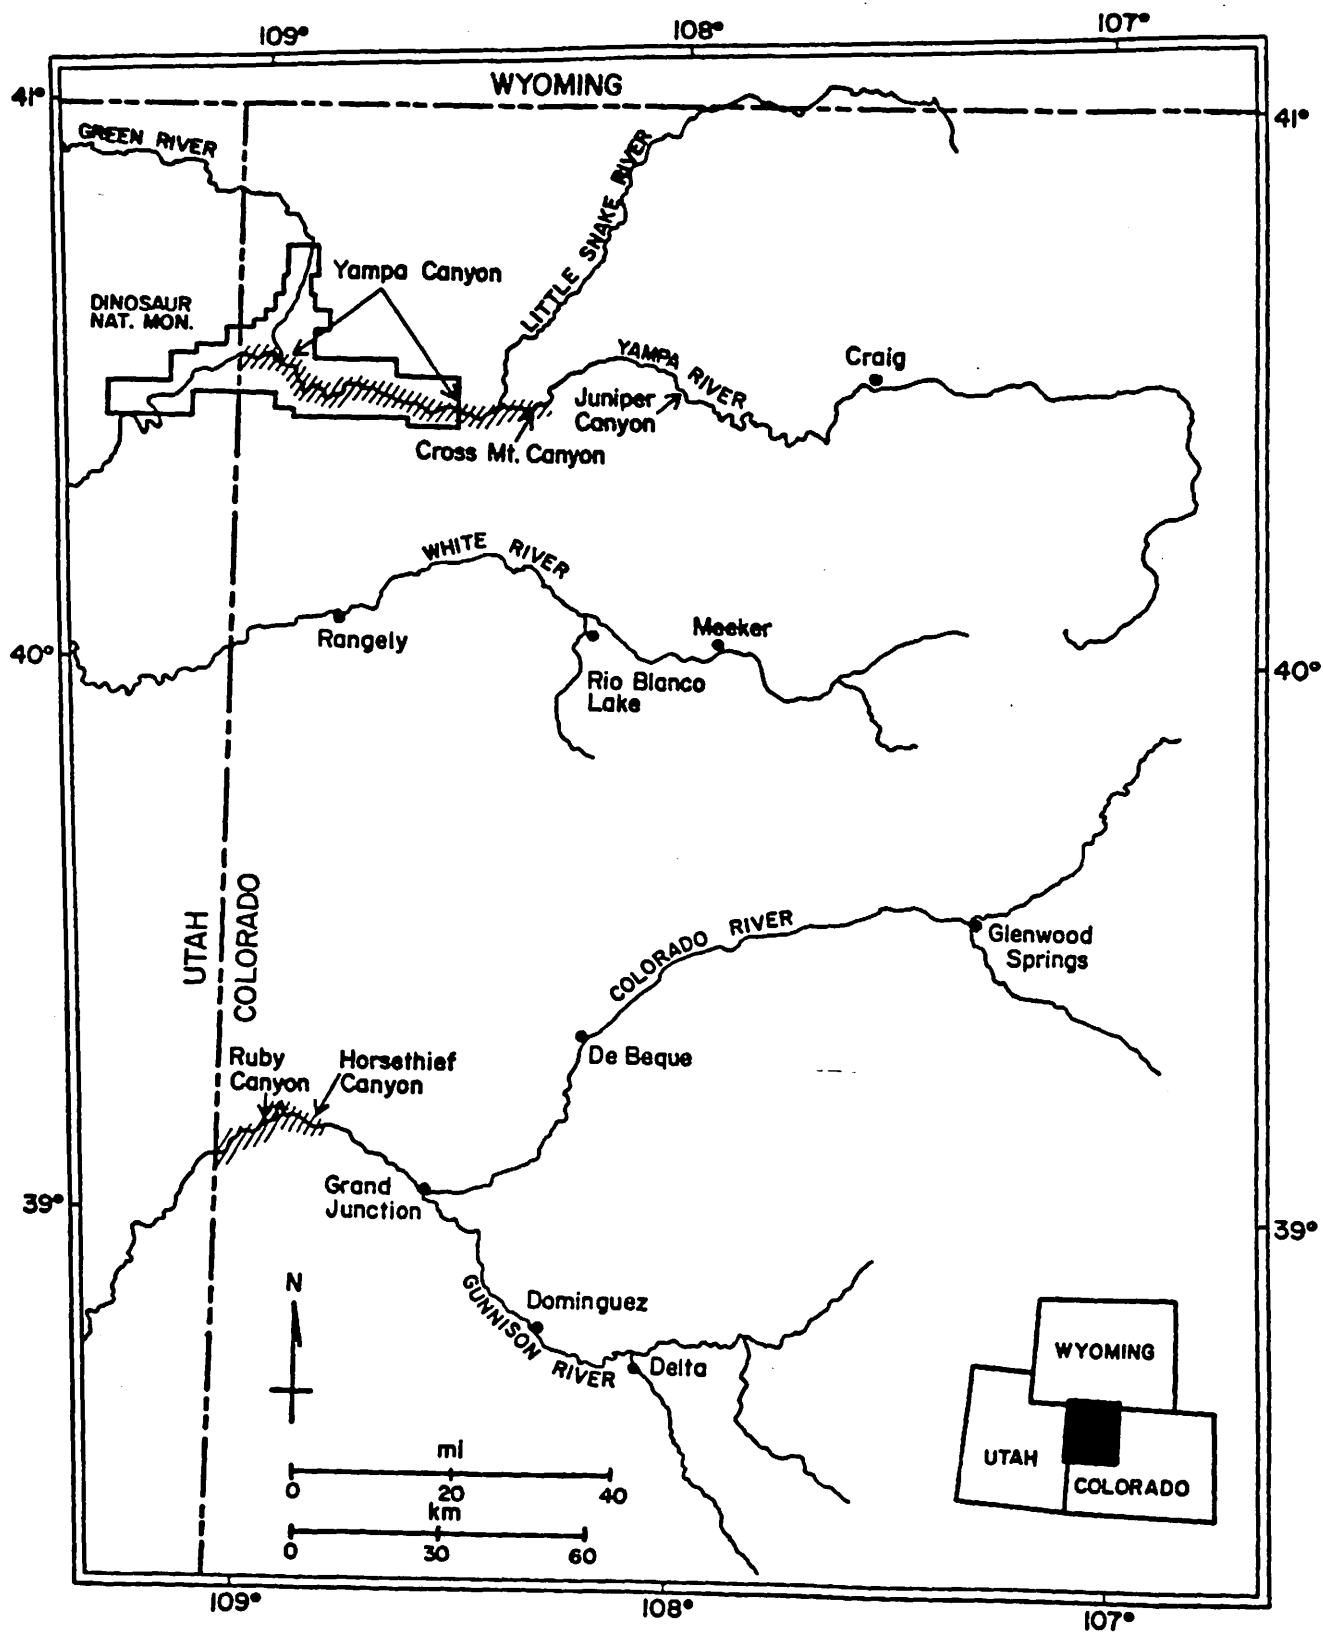 109°
108°
107°
WYOMING
41°
41°
GREEN RIVER
LITTLE SNAKE RIVER
Yampa Canyon
DINOSAUR
NAT. MON.
YAMPA RIVER
Craig
Juniper
Canyon
Cross Mt. Canyon
WHITE RIVER
Rangely
Meeker
40°
40°
Rio Blanco
Lake
UTAH
COLORADO
COLORADO RIVER
Glenwood
Springs
De Beque
Ruby
Canyon
Horsethief
Canyon
Grand
Junction
39°
39°
N
GUNNISON RIVER
Dominguez
Delta
WYOMING
UTAH
COLORADO
mi
0 20 40
km
0 30 60
109°
108°
107°